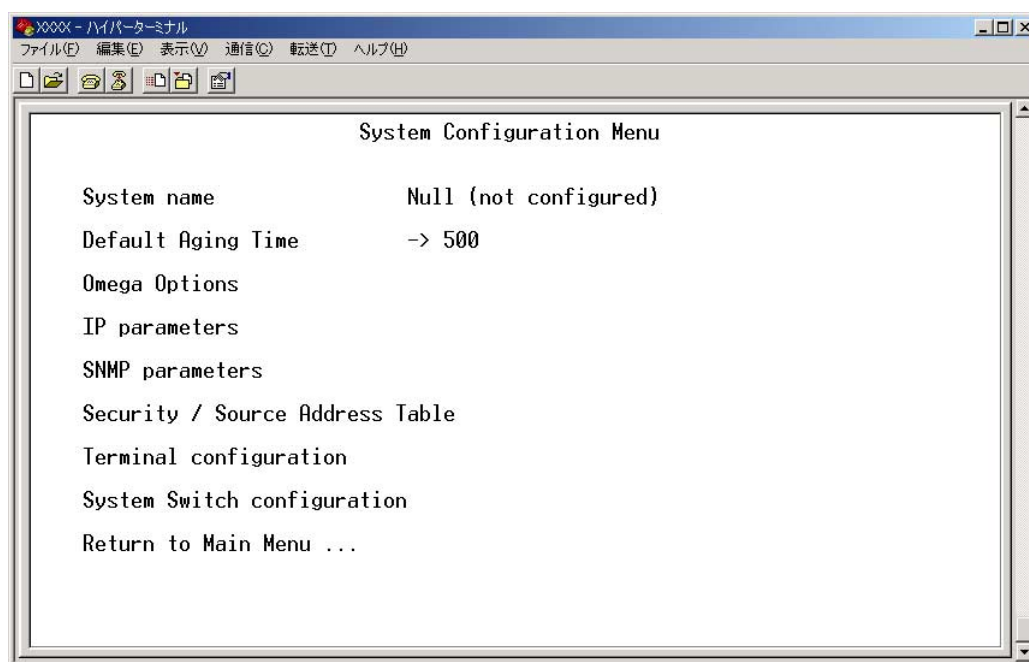 XXXX - ハイパーターミナル
ファイル(F) 編集(E) 表示(V) 通信(C) 転送(T) ヘルプ(H)
System Configuration Menu
System name Null (not configured)
Default Aging Time -> 500
Omega Options
IP parameters
SNMP parameters
Security / Source Address Table
Terminal configuration
System Switch configuration
Return to Main Menu ...